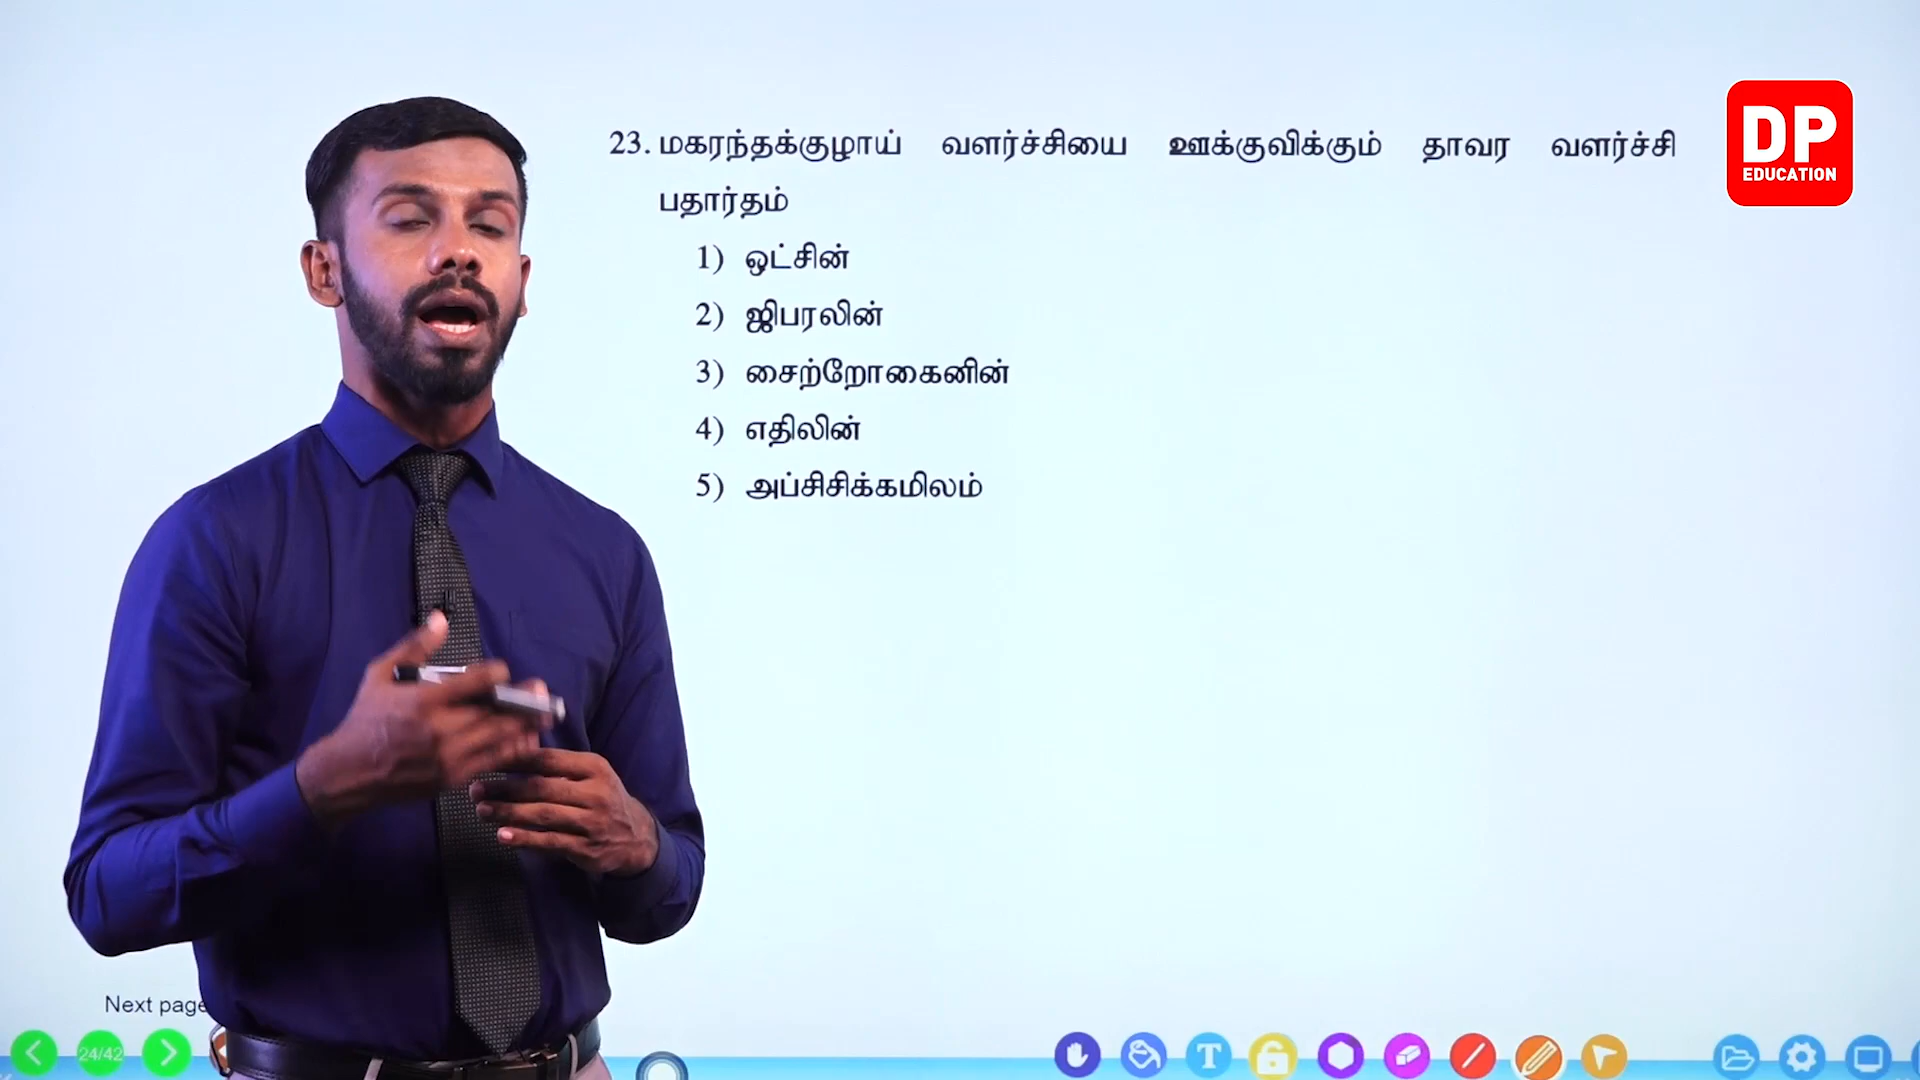 23. மகரந்தக்குழாய் வளர்ச்சியை ஊக்குவிக்கும் தாவர வளர்ச்சி
பதார்தம்
1) ஒட்சின்
2) ஜிபரலின்
3) சைற்றோகைனின்
4) எதிலின்
5) அப்சிசிக்கமிலம்
DP
EDUCATION
Next page
24/42
T